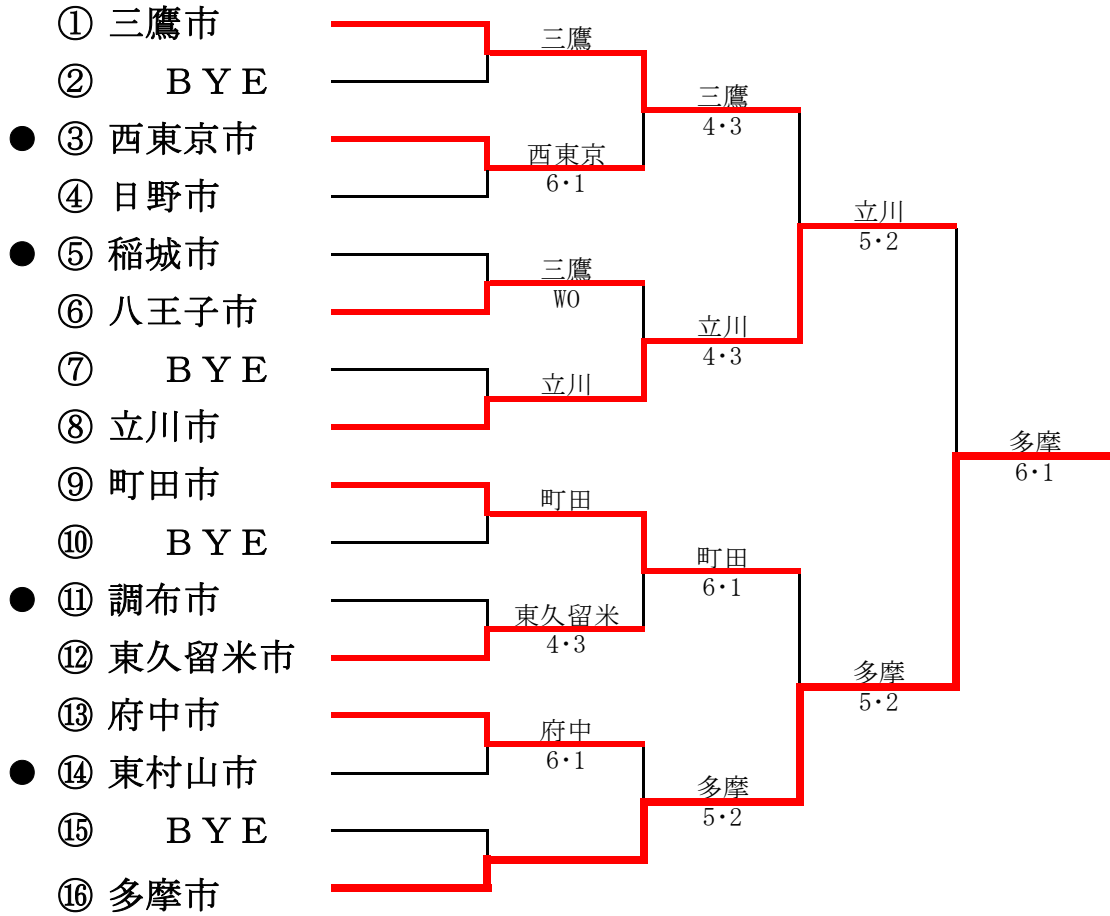 ① 三鷹市
② BYE
● ③ 西東京市
④ 日野市
● ⑤ 稲城市
⑥ 八王子市
⑦ BYE
⑧ 立川市
⑨ 町田市
⑩ BYE
● ⑪ 調布市
⑫ 東久留米市
⑬ 府中市
● ⑭ 東村山市
⑮ BYE
⑯ 多摩市
三鷹
西東京
6・1
三鷹
WO
立川
町田
東久留米
4・3
府中
6・1
三鷹
4・3
立川
4・3
町田
6・1
多摩
5・2
立川
5・2
多摩
5・2
多摩
6・1